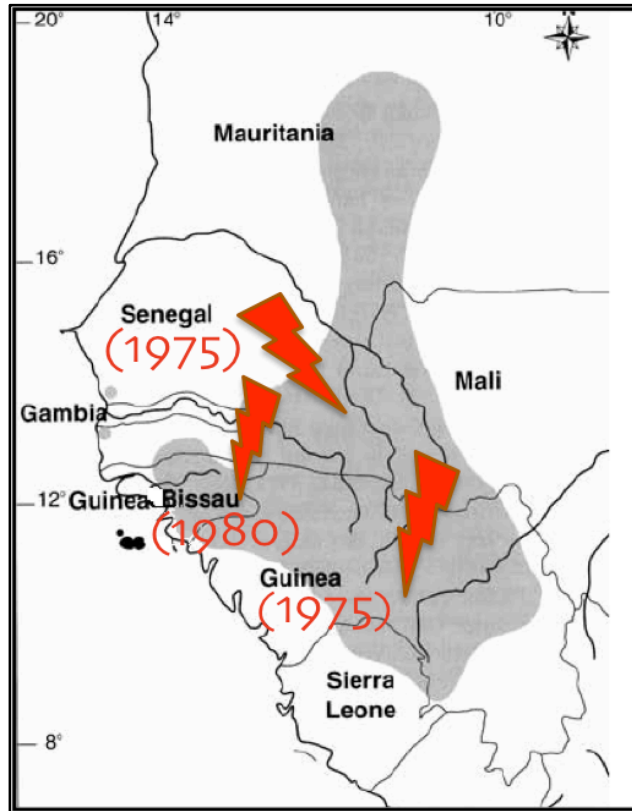 N
20° 14° 10°
Mauritania
16°
Senegal
(1975)
Mali
Gambia
12°
Guinea Bissau
(1980)
Guinea
(1975)
Sierra
Leone
8°